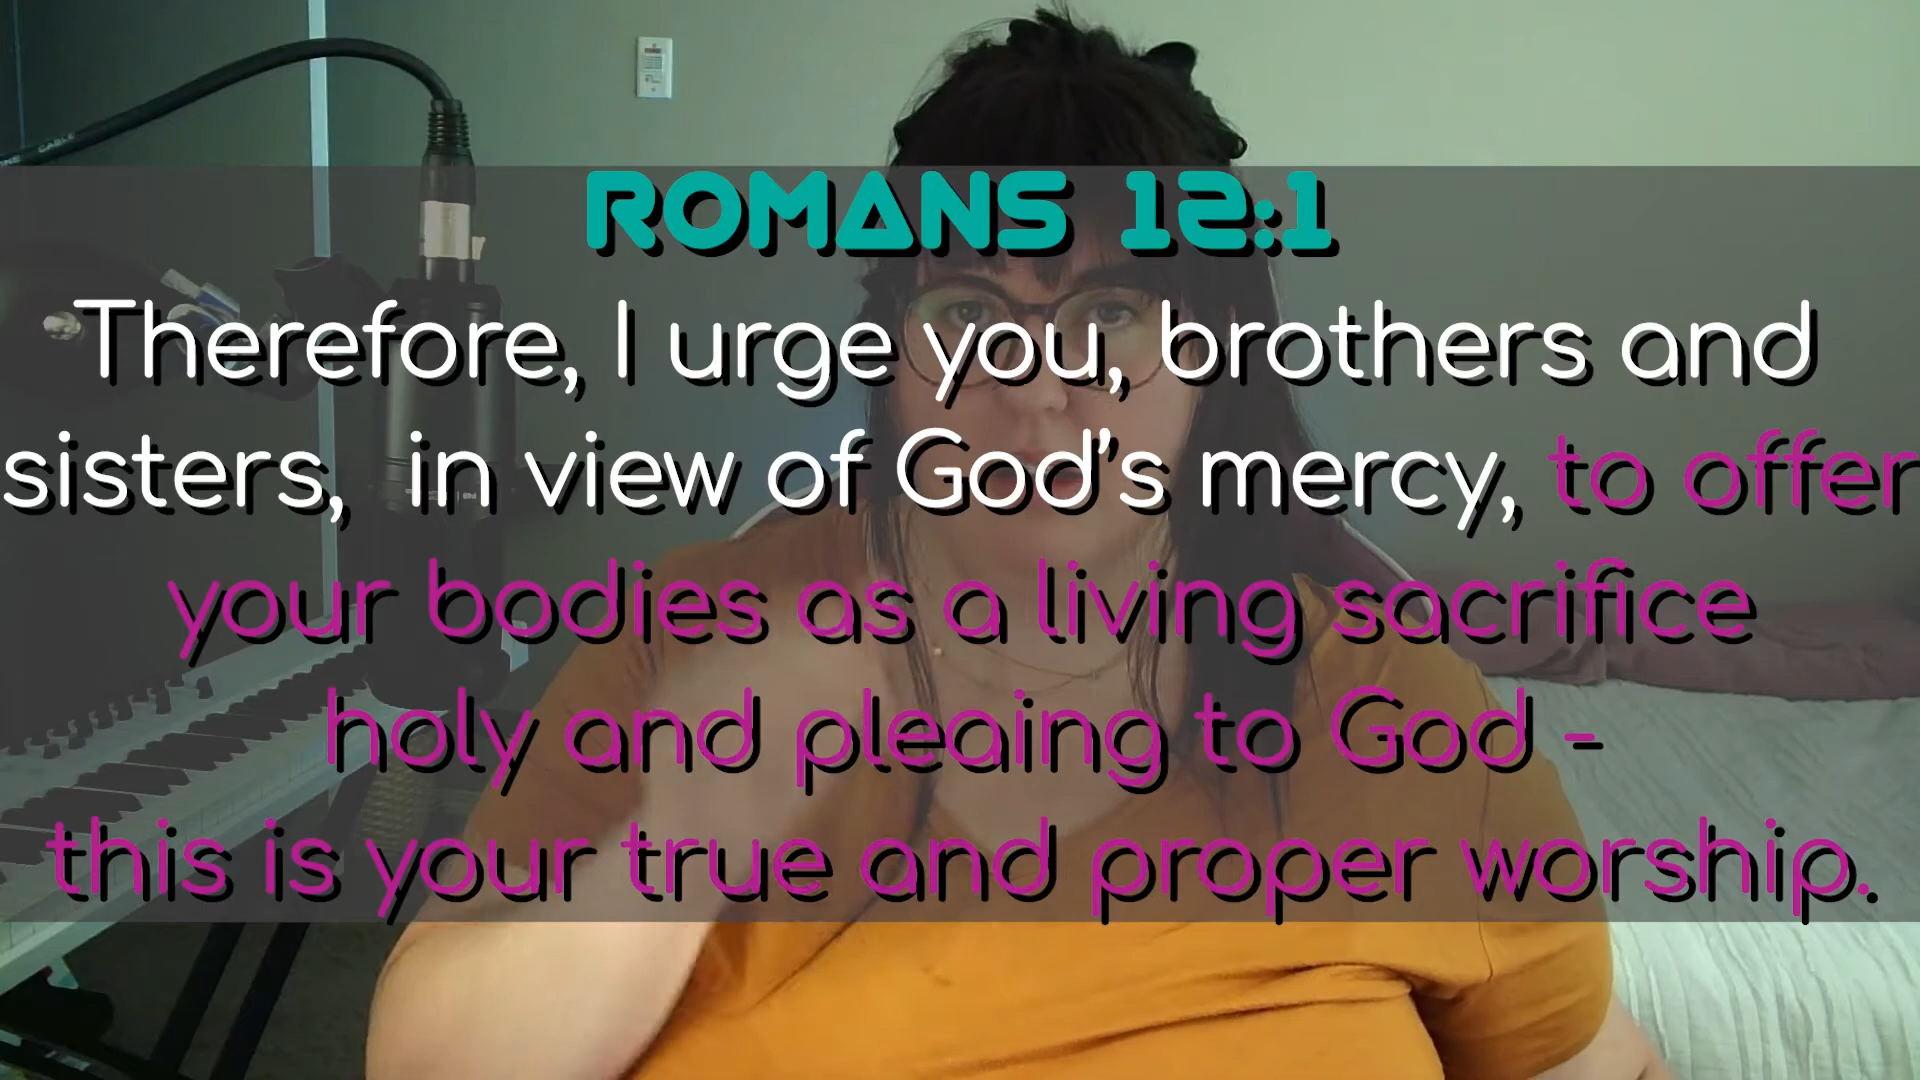 ROMANS 12:1
Therefore, I urge you, brothers and
sisters, in view of God's mercy, to offer
your bodies as a living sacrifice
holy and pleaing to God -
this is your true and proper worship.
CABLE